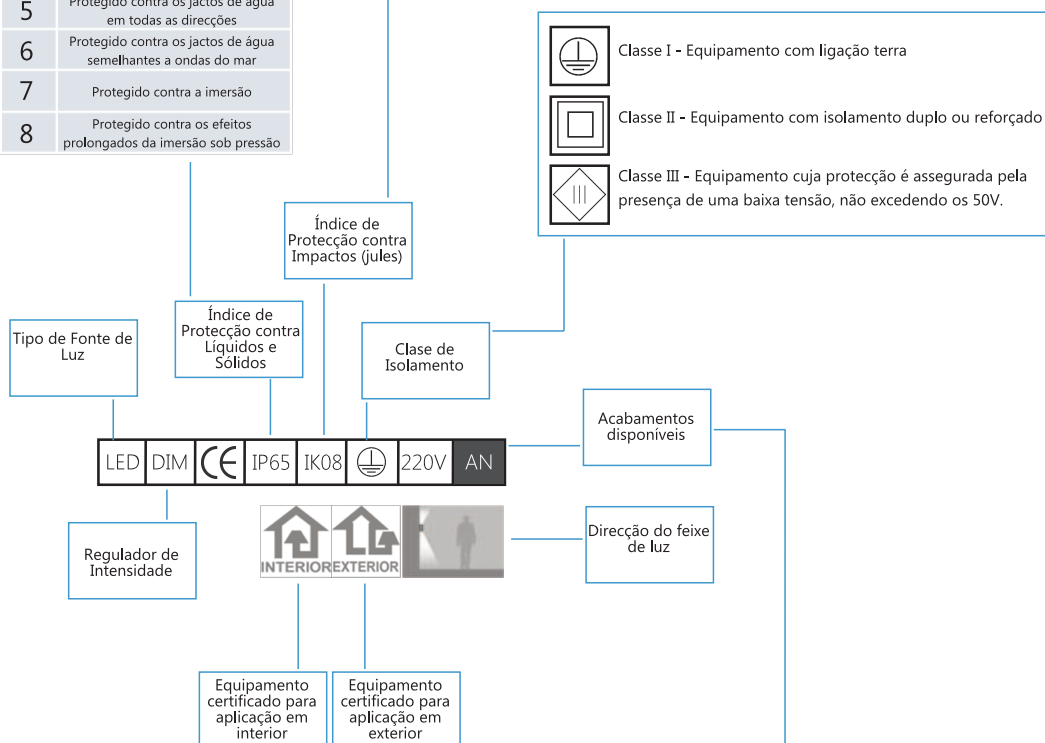 5
Protegido contra os jactos de água
em todas as direcções
6
Protegido contra os jactos de água
semelhantes a ondas do mar
7
Protegido contra a imersão
8
Protegido contra os efeitos
prolongados da imersão sob pressão
Classe I - Equipamento com ligação terra
Classe II - Equipamento com isolamento duplo ou reforçado
III
Classe III - Equipamento cuja protecção é assegurada pela
presença de uma baixa tensão, não excedendo os 50V.
Índice de
Protecção contra
Impactos (jules)
Índice de
Protecção contra
Líquidos e
Sólidos
Tipo de Fonte de
Luz
Clase de
Isolamento
Acabamentos
disponíveis
LED DIM CE IP65 IK08 220V AN
Regulador de
Intensidade
INTERIOR EXTERIOR
Direcção do feixe
de luz
Equipamento
certificado para
aplicação em
interior
Equipamento
certificado para
aplicação em
exterior